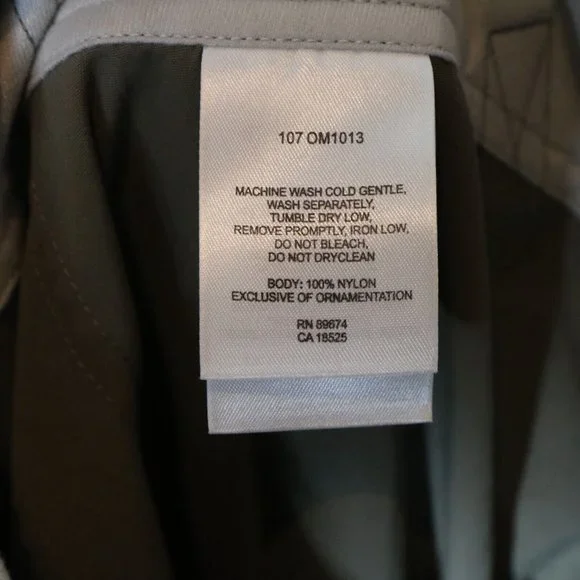 107 OM1013
MACHINE WASH COLD GENTLE,
WASH SEPARATELY,
TUMBLE DRY LOW,
REMOVE PROMPTLY, IRON LOW,
DO NOT BLEACH,
DO NOT DRYCLEAN
BODY: 100% NYLON
EXCLUSIVE OF ORNAMENTATION
RN 89674
CA 18525